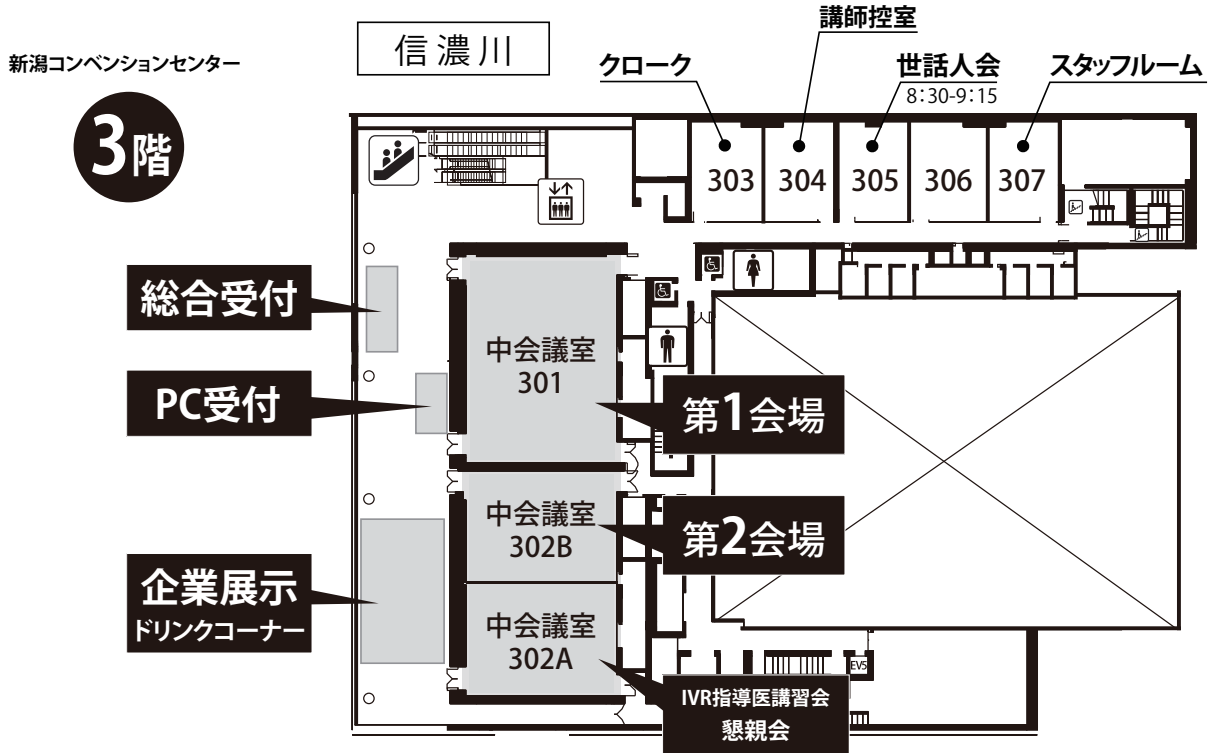 新潟コンベンションセンター
3階
信濃川
クローク
講師控室
世話人会
8:30-9:15
スタッフルーム
303
304
305
306
307
総合受付
PC受付
企業展示
ドリンクコーナー
中会議室
301
第1会場
中会議室
302B
第2会場
中会議室
302A
IVR指導医講習会
懇親会
EV5